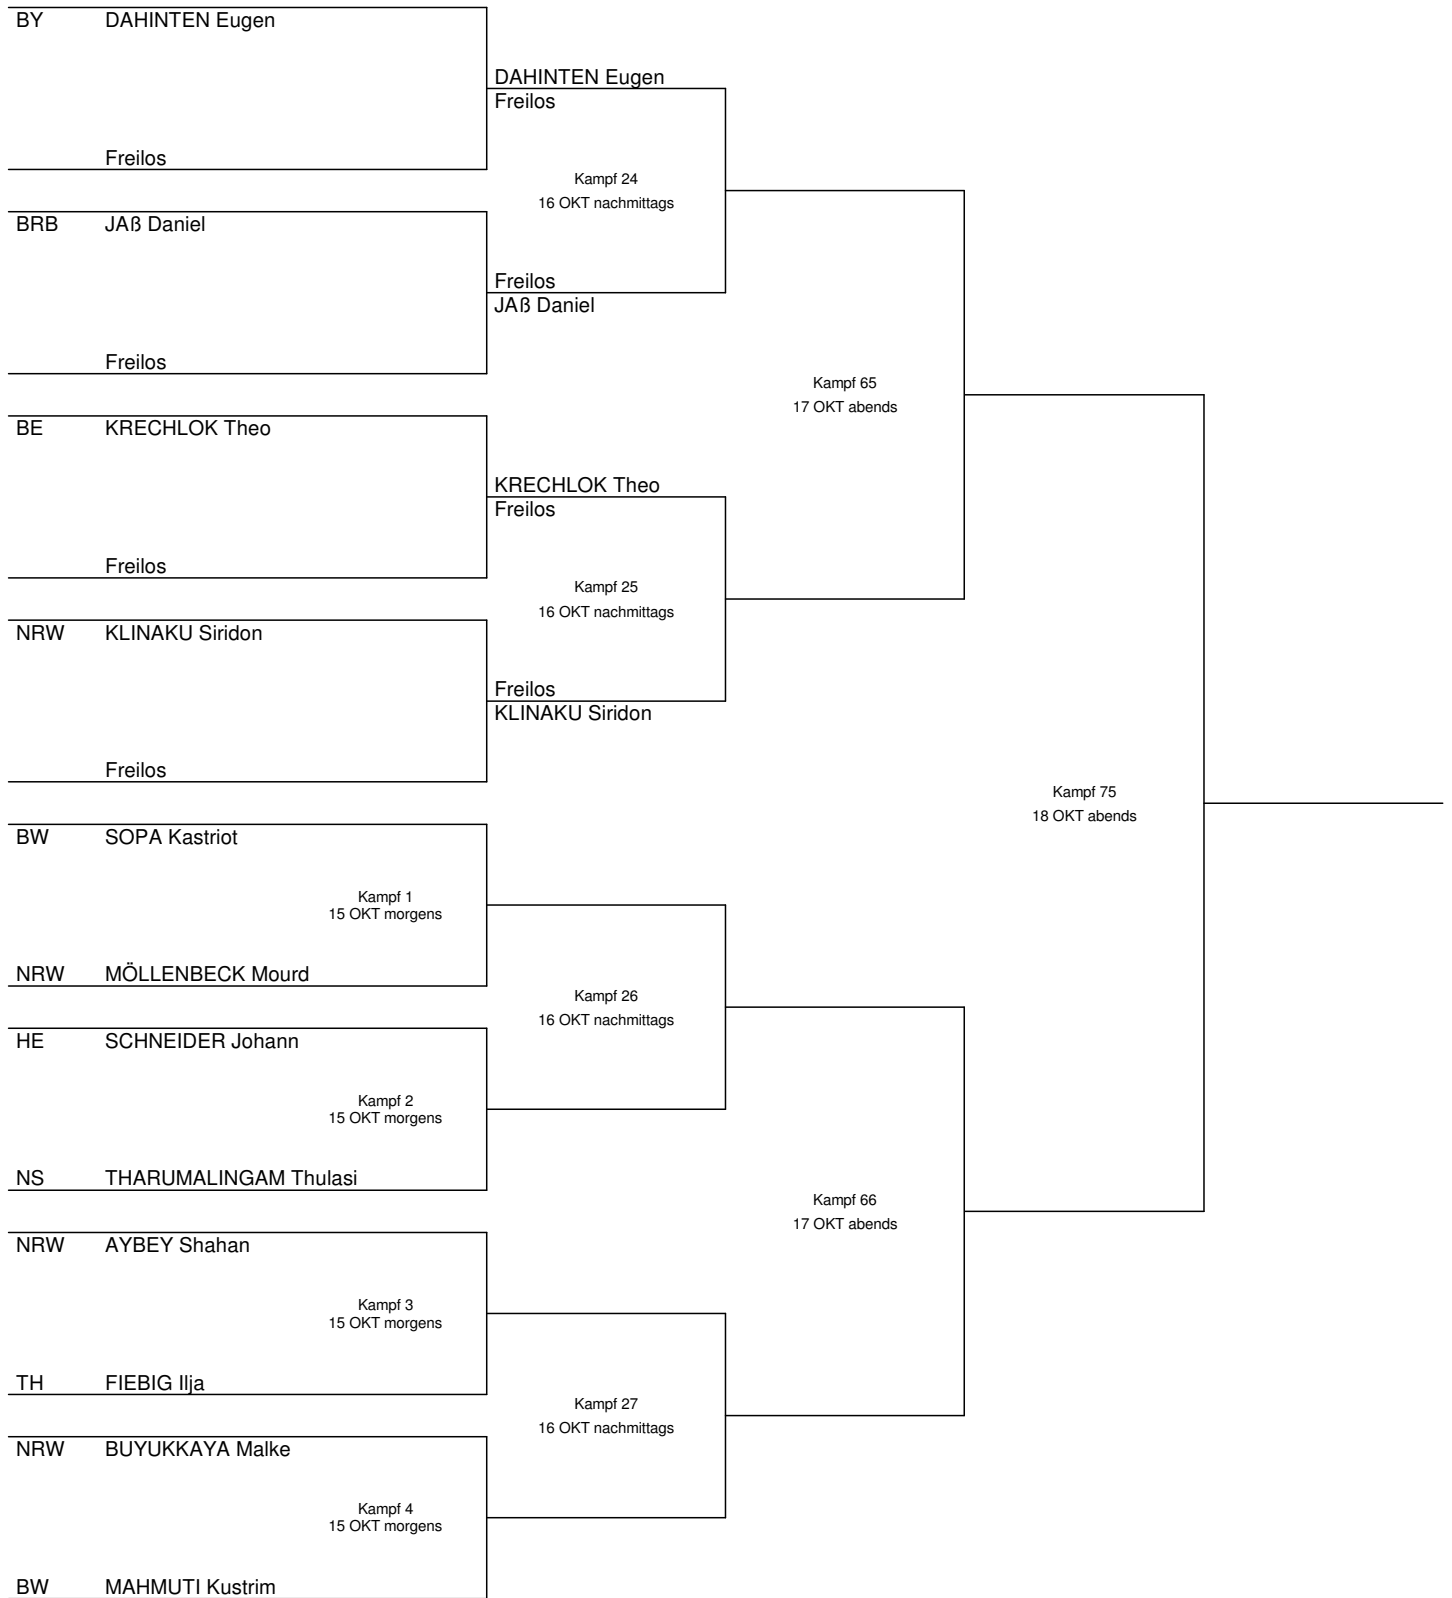 BY DAHINTEN Eugen
DAHINTEN Eugen
Freilos
Freilos
Kampf 24
16 OKT nachmittags
BRB JAß Daniel
Freilos
JAß Daniel
Freilos
Kampf 65
17 OKT abends
BE KRECHLOK Theo
KRECHLOK Theo
Freilos
Freilos
Kampf 25
16 OKT nachmittags
NRW KLINAKU Siridon
Freilos
KLINAKU Siridon
Freilos
Kampf 75
18 OKT abends
BW SOPA Kastriot
Kampf 1
15 OKT morgens
NRW MÖLLENBECK Mourd
Kampf 26
16 OKT nachmittags
HE SCHNEIDER Johann
Kampf 2
15 OKT morgens
NS THARUMALINGAM Thulasi
Kampf 66
17 OKT abends
NRW AYBEY Shahan
Kampf 3
15 OKT morgens
TH FIEBIG Ilja
Kampf 27
16 OKT nachmittags
NRW BUYUKKAYA Malke
Kampf 4
15 OKT morgens
BW MAHMUTI Kustrim